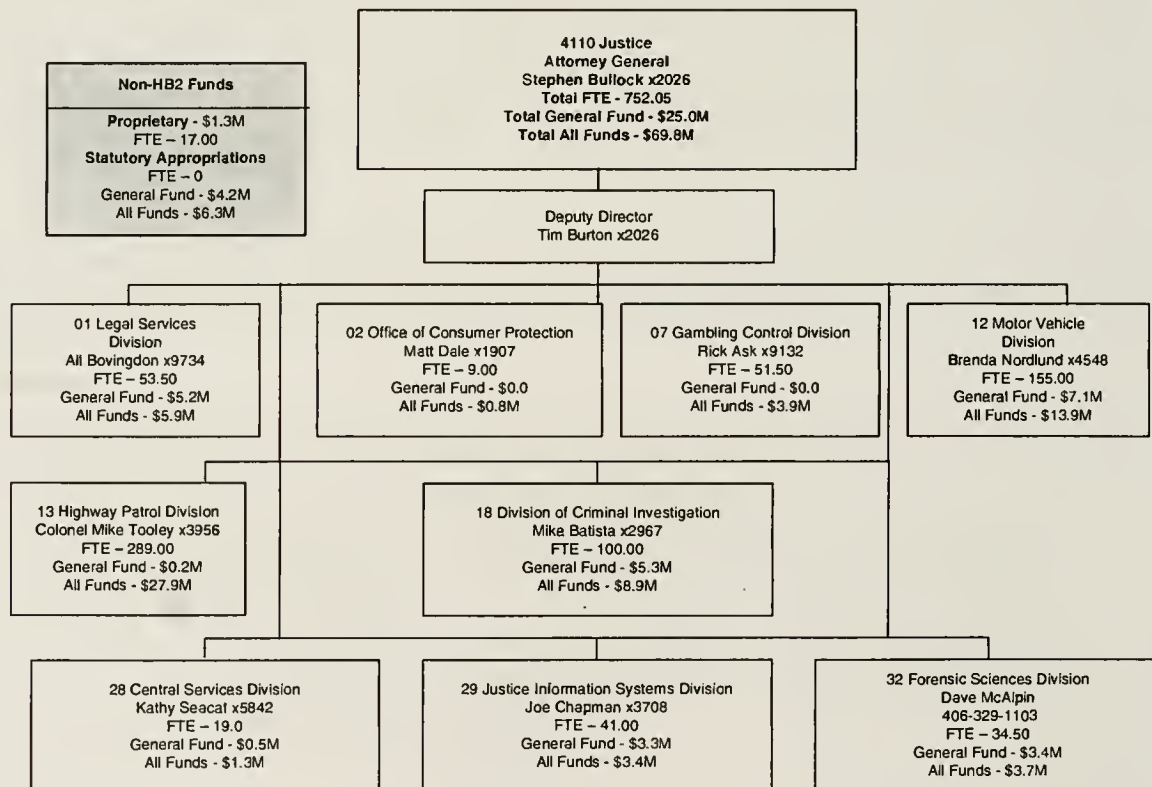 4110 Justice
Attorney General
Stephen Bullock x2026
Total FTE - 752.05
Total General Fund - $25.0M
Total All Funds - $69.8M
Non-HB2 Funds
Proprietary - $1.3M
FTE – 17.00
Statutory Appropriations
FTE – 0
General Fund - $4.2M
All Funds - $6.3M
Deputy Director
Tim Burton x2026
01 Legal Services
Division
Ali Bovingdon x9734
FTE – 53.50
General Fund - $5.2M
All Funds - $5.9M
02 Office of Consumer Protection
Matt Dale x1907
FTE – 9.00
General Fund - $0.0
All Funds - $0.8M
07 Gambling Control Division
Rick Ask x9132
FTE – 51.50
General Fund - $0.0
All Funds - $3.9M
12 Motor Vehicle
Division
Brenda Nordlund x4548
FTE – 155.00
General Fund - $7.1M
All Funds - $13.9M
13 Highway Patrol Division
Colonel Mike Tooley x3956
FTE – 289.00
General Fund - $0.2M
All Funds - $27.9M
18 Division of Criminal Investigation
Mike Batista x2967
FTE – 100.00
General Fund - $5.3M
All Funds - $8.9M
28 Central Services Division
Kathy Seacat x5842
FTE – 19.0
General Fund - $0.5M
All Funds - $1.3M
29 Justice Information Systems Division
Joe Chapman x3708
FTE – 41.00
General Fund - $3.3M
All Funds - $3.4M
32 Forensic Sciences Division
Dave McAlpin
406-329-1103
FTE – 34.50
General Fund - $3.4M
All Funds - $3.7M